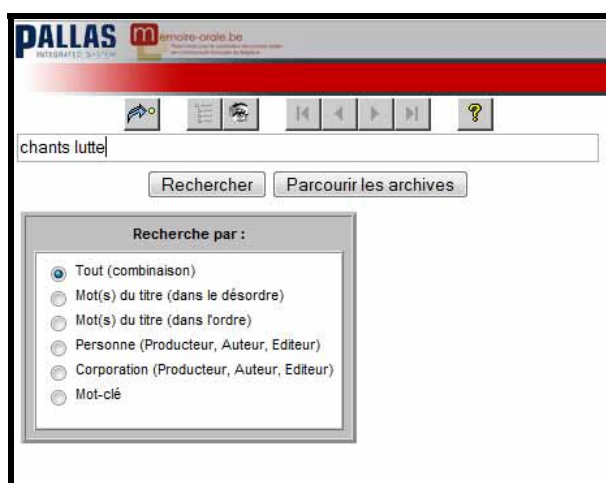 PALLAS
INTEGRATED SYSTEM
memoire-orale.be
chants lutte
Rechercher
Parcourir les archives
Recherche par :
Tout (combinaison)
Mot(s) du titre (dans le désordre)
Mot(s) du titre (dans l'ordre)
Personne (Producteur, Auteur, Editeur)
Corporation (Producteur, Auteur, Editeur)
Mot-clé